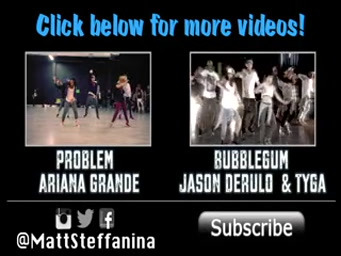 Click below for more videos!
PROBLEM
ARIANA GRANDE
BUBBLEGUM
JASON DERULO & TYGA
Subscribe
@MattSteffanina